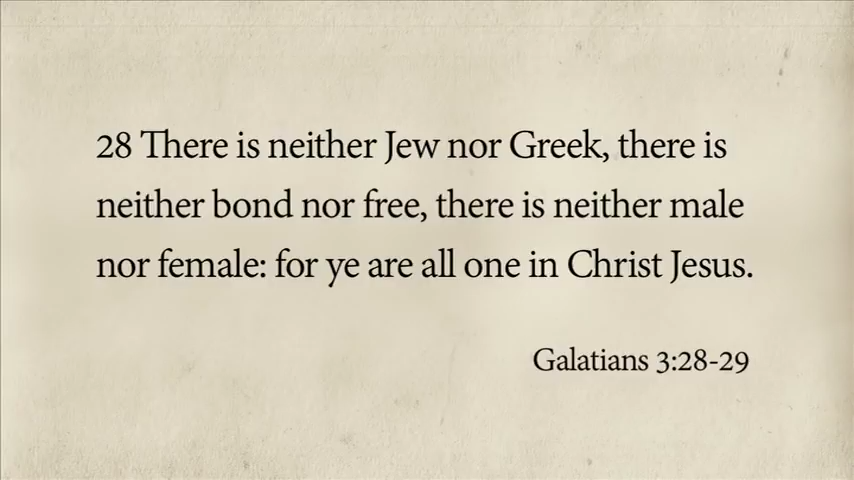 28 There is neither Jew nor Greek, there is
neither bond nor free, there is neither male
nor female: for ye are all one in Christ Jesus.
Galatians 3:28-29